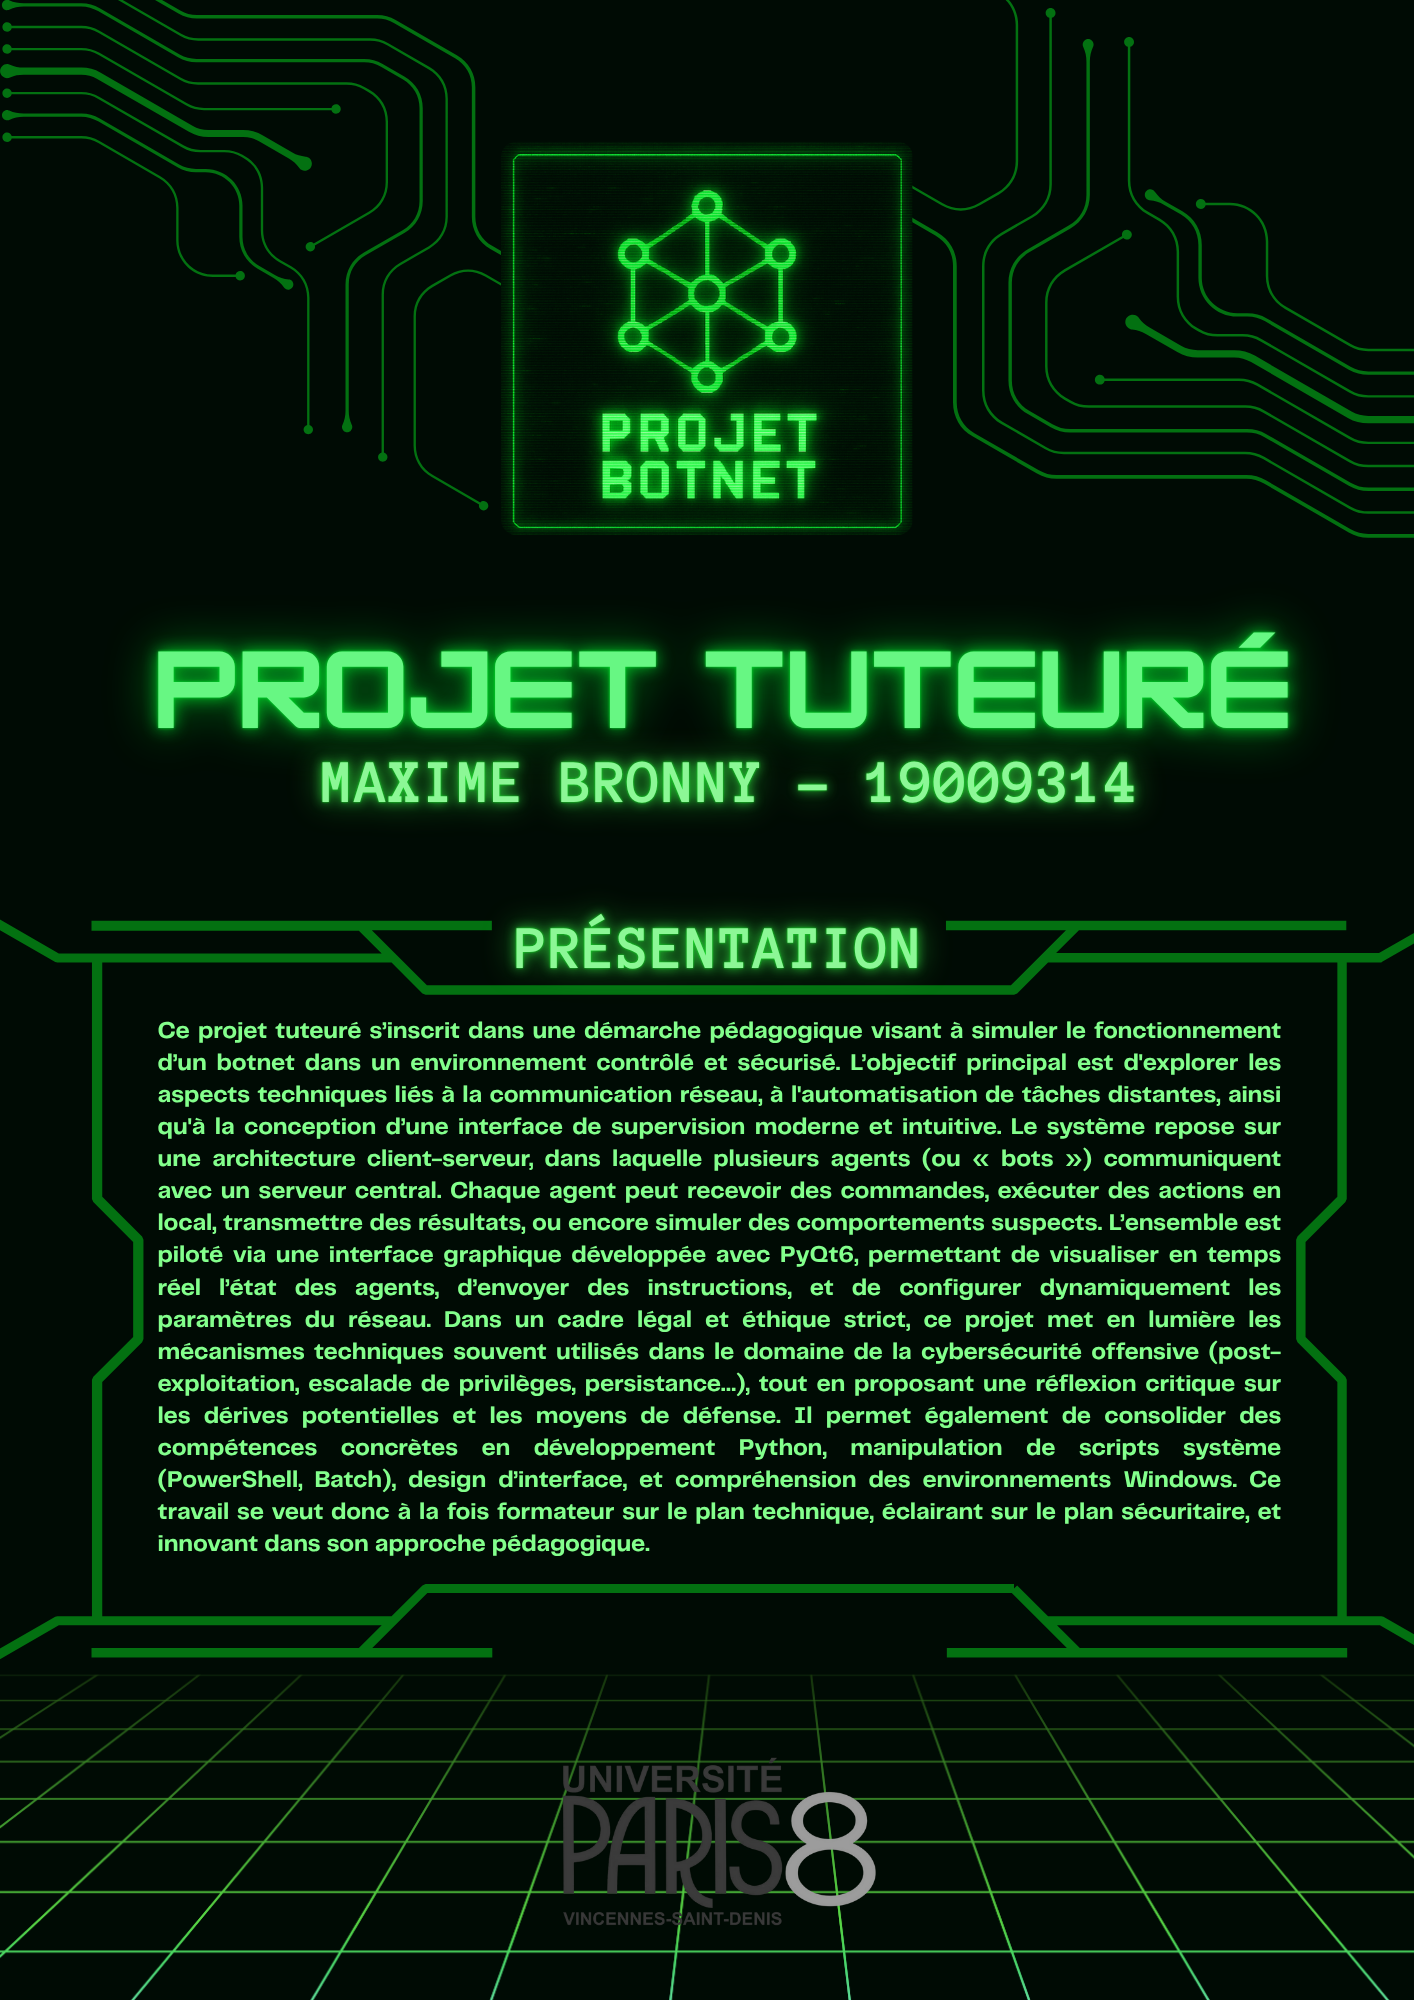 PROJET
BOTNET
PROJET TUTEURÉ
MAXIME BRONNY – 19009314
PRÉSENTATION
Ce projet tuteuré s’inscrit dans une démarche pédagogique visant à simuler le fonctionnement
d’un botnet dans un environnement contrôlé et sécurisé. L’objectif principal est d'explorer les
aspects techniques liés à la communication réseau, à l'automatisation de tâches distantes, ainsi
qu'à la conception d’une interface de supervision moderne et intuitive. Le système repose sur
une architecture client-serveur, dans laquelle plusieurs agents (ou « bots ») communiquent
avec un serveur central. Chaque agent peut recevoir des commandes, exécuter des actions en
local, transmettre des résultats, ou encore simuler des comportements suspects. L’ensemble est
piloté via une interface graphique développée avec PyQt6, permettant de visualiser en temps
réel l’état des agents, d’envoyer des instructions, et de configurer dynamiquement les
paramètres du réseau. Dans un cadre légal et éthique strict, ce projet met en lumière les
mécanismes techniques souvent utilisés dans le domaine de la cybersécurité offensive (post-
exploitation, escalade de privilèges, persistance…), tout en proposant une réflexion critique sur
les dérives potentielles et les moyens de défense. Il permet également de consolider des
compétences concrètes en développement Python, manipulation de scripts système
(PowerShell, Batch), design d’interface, et compréhension des environnements Windows. Ce
travail se veut donc à la fois formateur sur le plan technique, éclairant sur le plan sécuritaire, et
innovant dans son approche pédagogique.
UNIVERSITÉ
PARIS8
VINCENNES-SAINT-DENIS